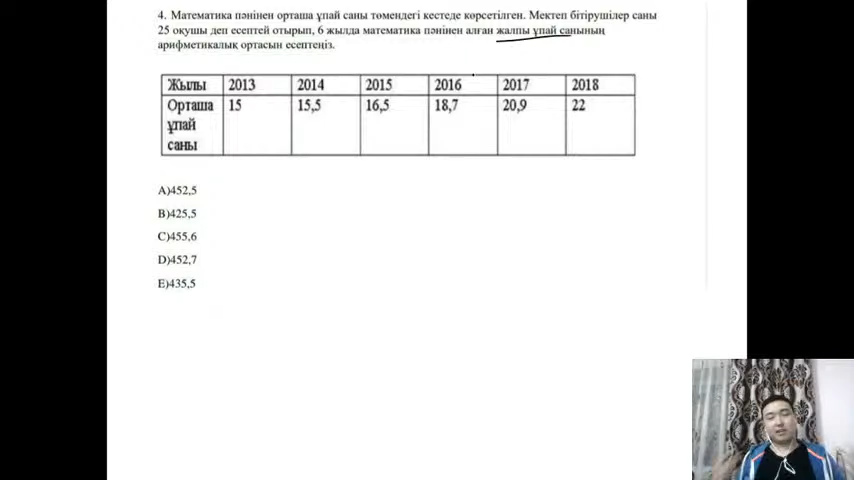 4. Математика пәнінен орташа ұпай саны төмендегі кестеде көрсетілген. Мектеп бітірушілер саны
25 оқушы деп есептей отырып, 6 жылда математика пәнінен алған жалпы ұпай санының
арифметикалық ортасын есептеңіз.
Жылы 2013 2014 2015 2016 2017 2018
Орташа 15 15,5 16,5 18,7 20,9 22
ұпай
саны
A)452,5
B)425,5
C)455,6
D)452,7
E)435,5